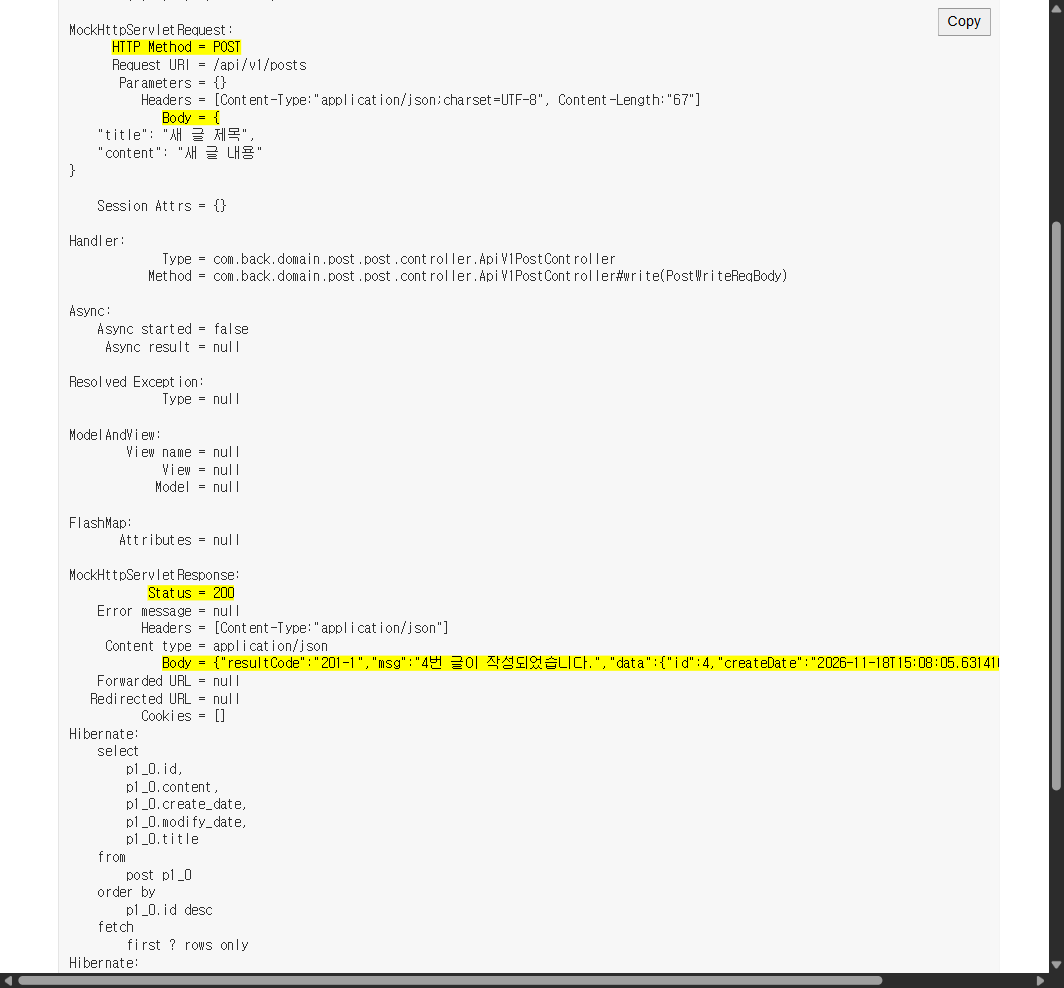 Copy
MockHttpServletRequest:
HTTP Method = POST
Request URI = /api/v1/posts
Parameters = {}
Headers = [Content-Type:"application/json;charset=UTF-8", Content-Length:"67"]
Body = {
"title": "새 글 제목",
"content": "새 글 내용"
}
Session Attrs = {}
Handler:
Type = com.back.domain.post.post.controller.ApiV1PostController
Method = com.back.domain.post.post.controller.ApiV1PostController#write(PostWriteReqBody)
Async:
Async started = false
Async result = null
Resolved Exception:
Type = null
ModelAndView:
View name = null
View = null
Model = null
FlashMap:
Attributes = null
MockHttpServletResponse:
Status = 200
Error message = null
Headers = [Content-Type:"application/json"]
Content type = application/json
Body = {"resultCode":"201-1","msg":"4번 글이 작성되었습니다.","data":{"id":4,"createDate":"2026-11-18T15:08:05.63141
Forwarded URL = null
Redirected URL = null
Cookies = []
Hibernate:
select
p1_0.id,
p1_0.content,
p1_0.create_date,
p1_0.modify_date,
p1_0.title
from
post p1_0
order by
p1_0.id desc
fetch
first ? rows only
Hibernate: